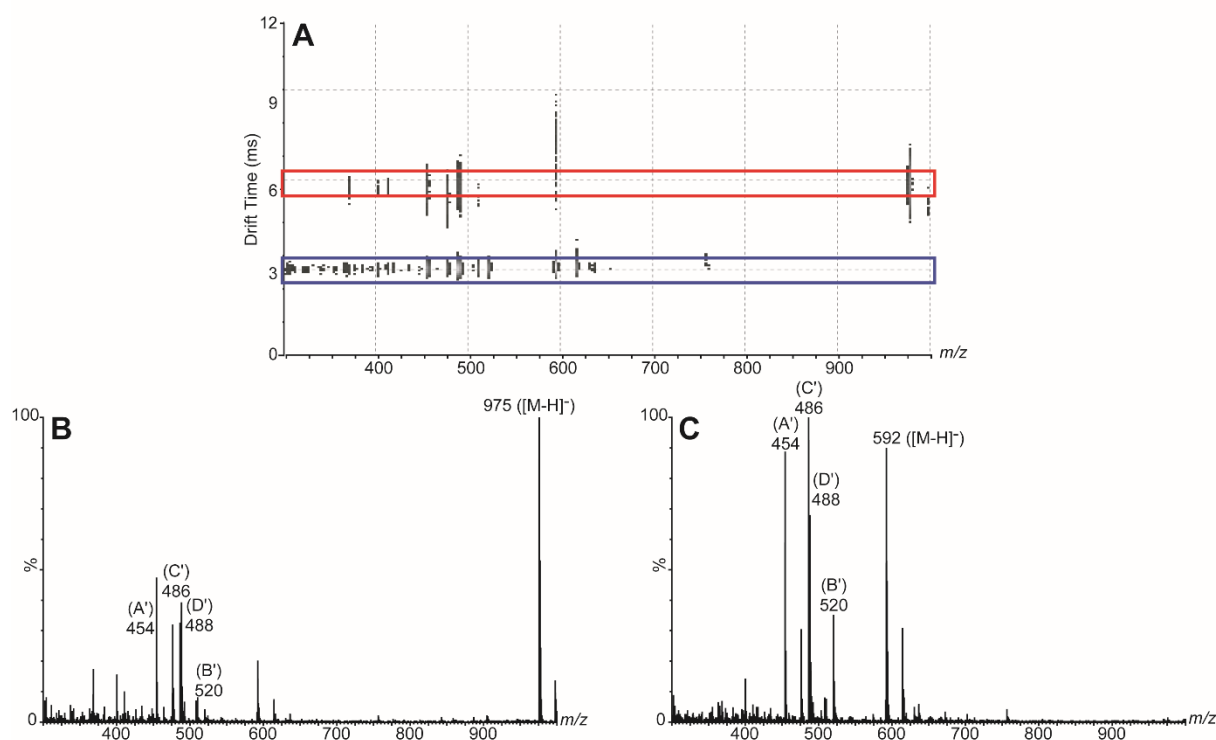 A
12
9
6
3
0
Drift Time (ms)
400 500 600 700 800 900 m/z
B
100
%
0
975 ([M-H]⁻)
(A')
454
(C')
486
(D')
488
(B')
520
400 500 600 700 800 900 m/z
C
100
%
0
(C')
486
(A')
454
592 ([M-H]⁻)
(D')
488
(B')
520
400 500 600 700 800 900 m/z